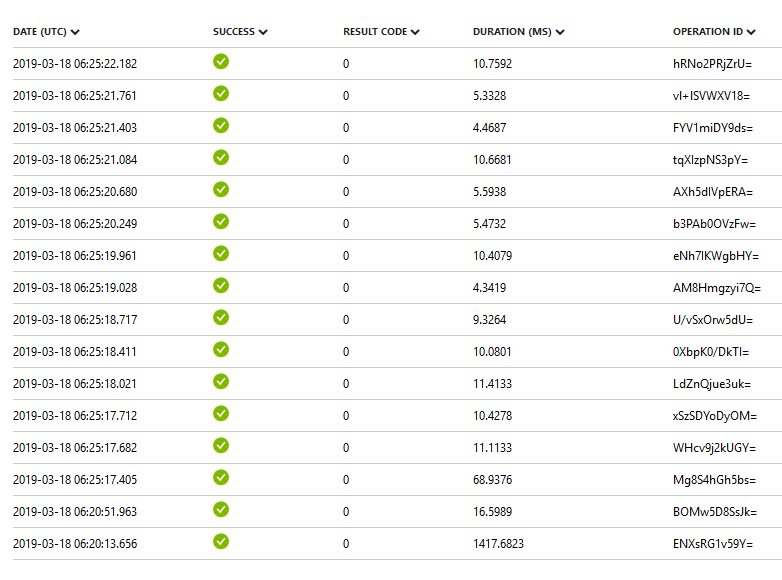 DATE (UTC) SUCCESS RESULT CODE DURATION (MS) OPERATION ID
2019-03-18 06:25:22.182 0 10.7592 hRNo2PRjZrU=
2019-03-18 06:25:21.761 0 5.3328 vI+ISVWXV18=
2019-03-18 06:25:21.403 0 4.4687 FYV1miDY9ds=
2019-03-18 06:25:21.084 0 10.6681 tqXlzpNS3pY=
2019-03-18 06:25:20.680 0 5.5938 AXh5dlVpERA=
2019-03-18 06:25:20.249 0 5.4732 b3PAb0OVzFw=
2019-03-18 06:25:19.961 0 10.4079 eNh7lKWgbHY=
2019-03-18 06:25:19.028 0 4.3419 AM8Hmgzyi7Q=
2019-03-18 06:25:18.717 0 9.3264 U/vSxOrw5dU=
2019-03-18 06:25:18.411 0 10.0801 0XbpK0/DkTI=
2019-03-18 06:25:18.021 0 11.4133 LdZnQjue3uk=
2019-03-18 06:25:17.712 0 10.4278 xSzSDYoDyOM=
2019-03-18 06:25:17.682 0 11.1133 WHcv9j2kUGY=
2019-03-18 06:25:17.405 0 68.9376 Mg8S4hGh5bs=
2019-03-18 06:20:51.963 0 16.5989 BOMw5D8SsJk=
2019-03-18 06:20:13.656 0 1417.6823 ENXsRG1v59Y=